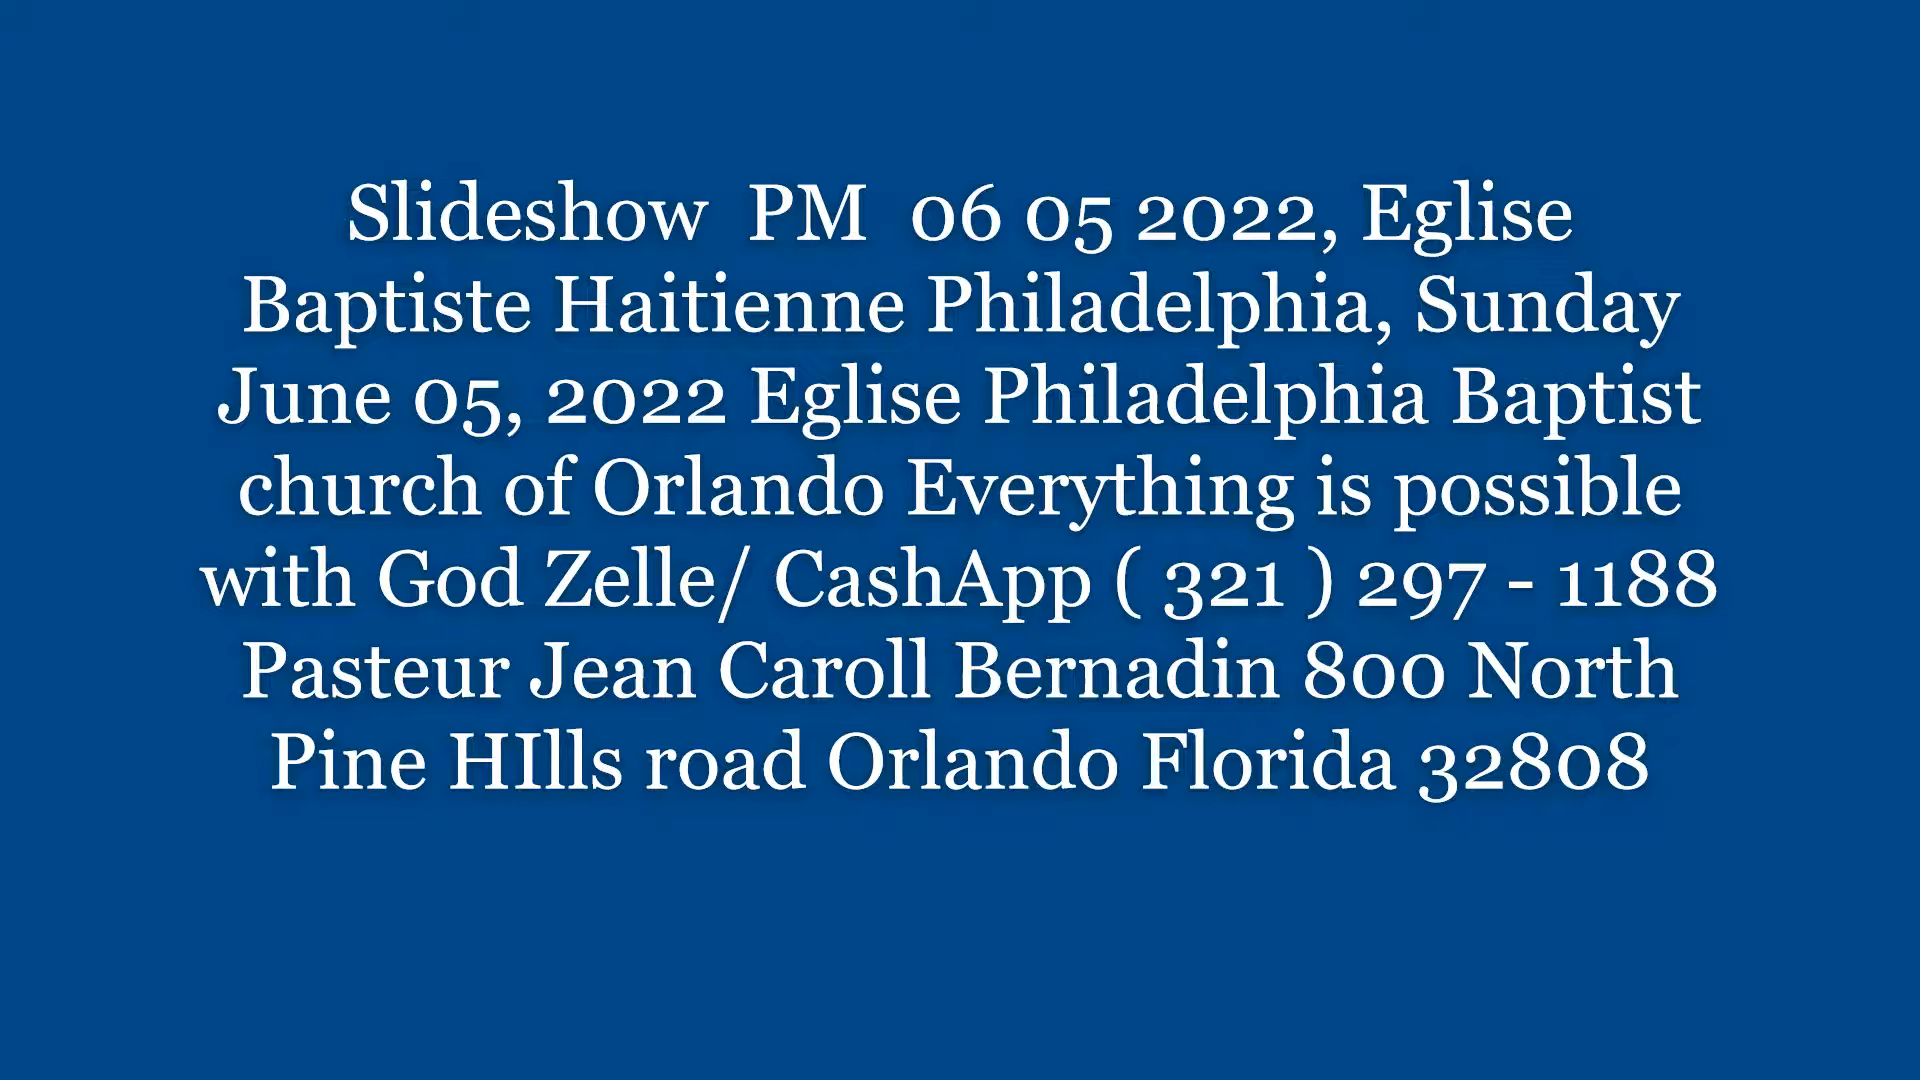 Slideshow  PM  06 05 2022, Eglise
Baptiste Haitienne Philadelphia, Sunday
June 05, 2022 Eglise Philadelphia Baptist
church of Orlando Everything is possible
with God Zelle/ CashApp ( 321 ) 297 - 1188
Pasteur Jean Caroll Bernadin 800 North
Pine HIlls road Orlando Florida 32808